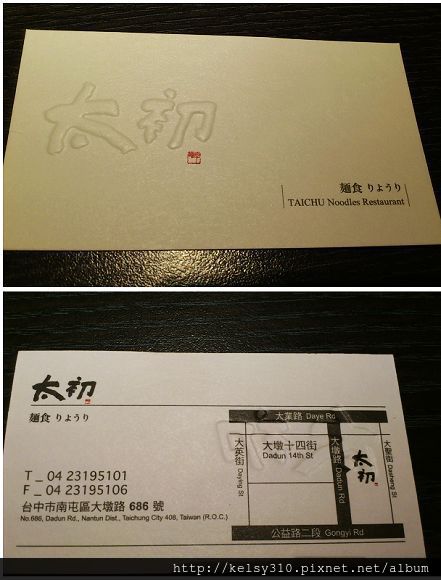 太初
麵食 りょうり
TAICHU Noodles Restaurant
太初
麵食 りょうり
T _ 04 23195101
F _ 04 23195106
台中市南屯區大墩路 686 號
No.686, Dadun Rd., Nantun Dist., Taichung City 408, Taiwan (R.O.C.)
大業路 Daye Rd
大英街 Daying St
大墩十四街
Dadun 14th St
大墩路 Dadun Rd
太初
大聖街 Dasheng St
公益路二段 Gongyi Rd
http://kelsy310.pixnet.net/album